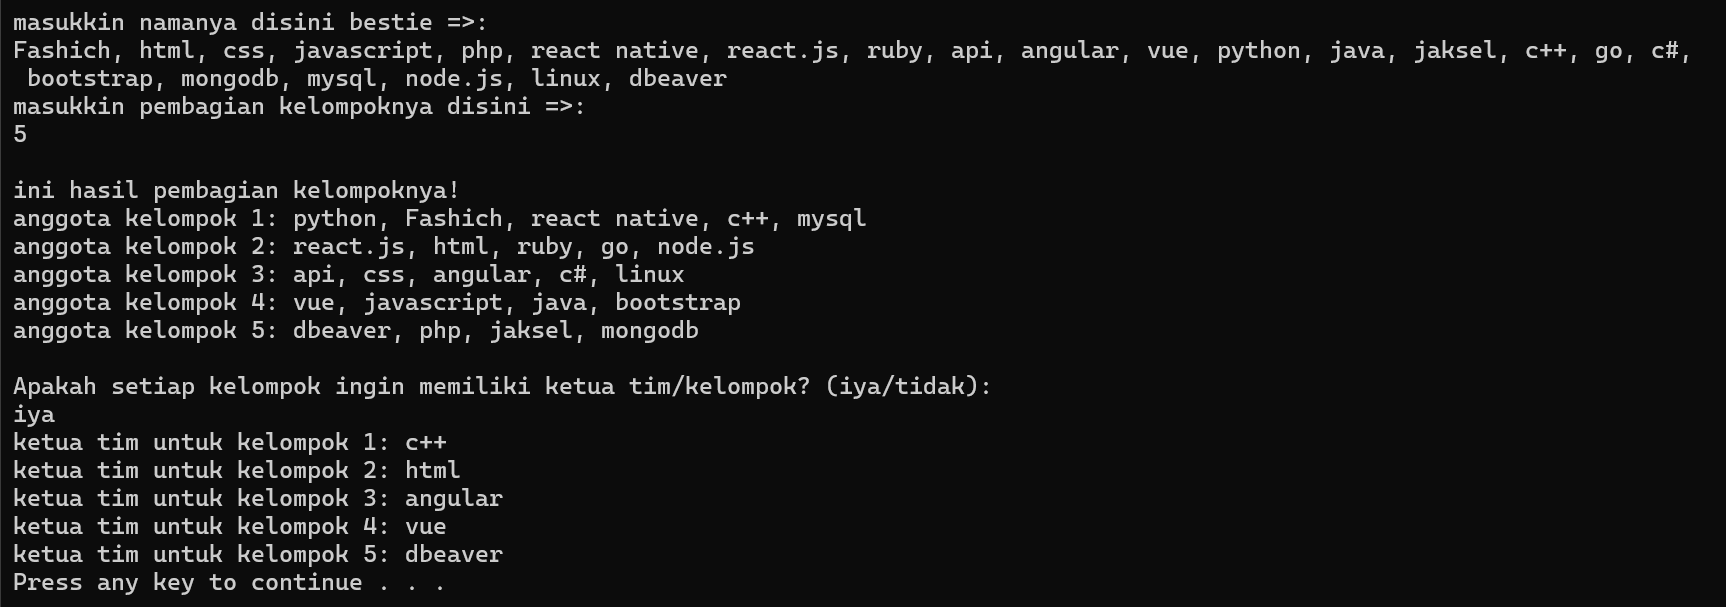 masukkin namanya disini bestie =>:
Fashich, html, css, javascript, php, react native, react.js, ruby, api, angular, vue, python, java, jaksel, c++, go, c#,
 bootstrap, mongodb, mysql, node.js, linux, dbeaver
masukkin pembagian kelompoknya disini =>:
5

ini hasil pembagian kelompoknya!
anggota kelompok 1: python, Fashich, react native, c++, mysql
anggota kelompok 2: react.js, html, ruby, go, node.js
anggota kelompok 3: api, css, angular, c#, linux
anggota kelompok 4: vue, javascript, java, bootstrap
anggota kelompok 5: dbeaver, php, jaksel, mongodb

Apakah setiap kelompok ingin memiliki ketua tim/kelompok? (iya/tidak):
iya
ketua tim untuk kelompok 1: c++
ketua tim untuk kelompok 2: html
ketua tim untuk kelompok 3: angular
ketua tim untuk kelompok 4: vue
ketua tim untuk kelompok 5: dbeaver
Press any key to continue . . .